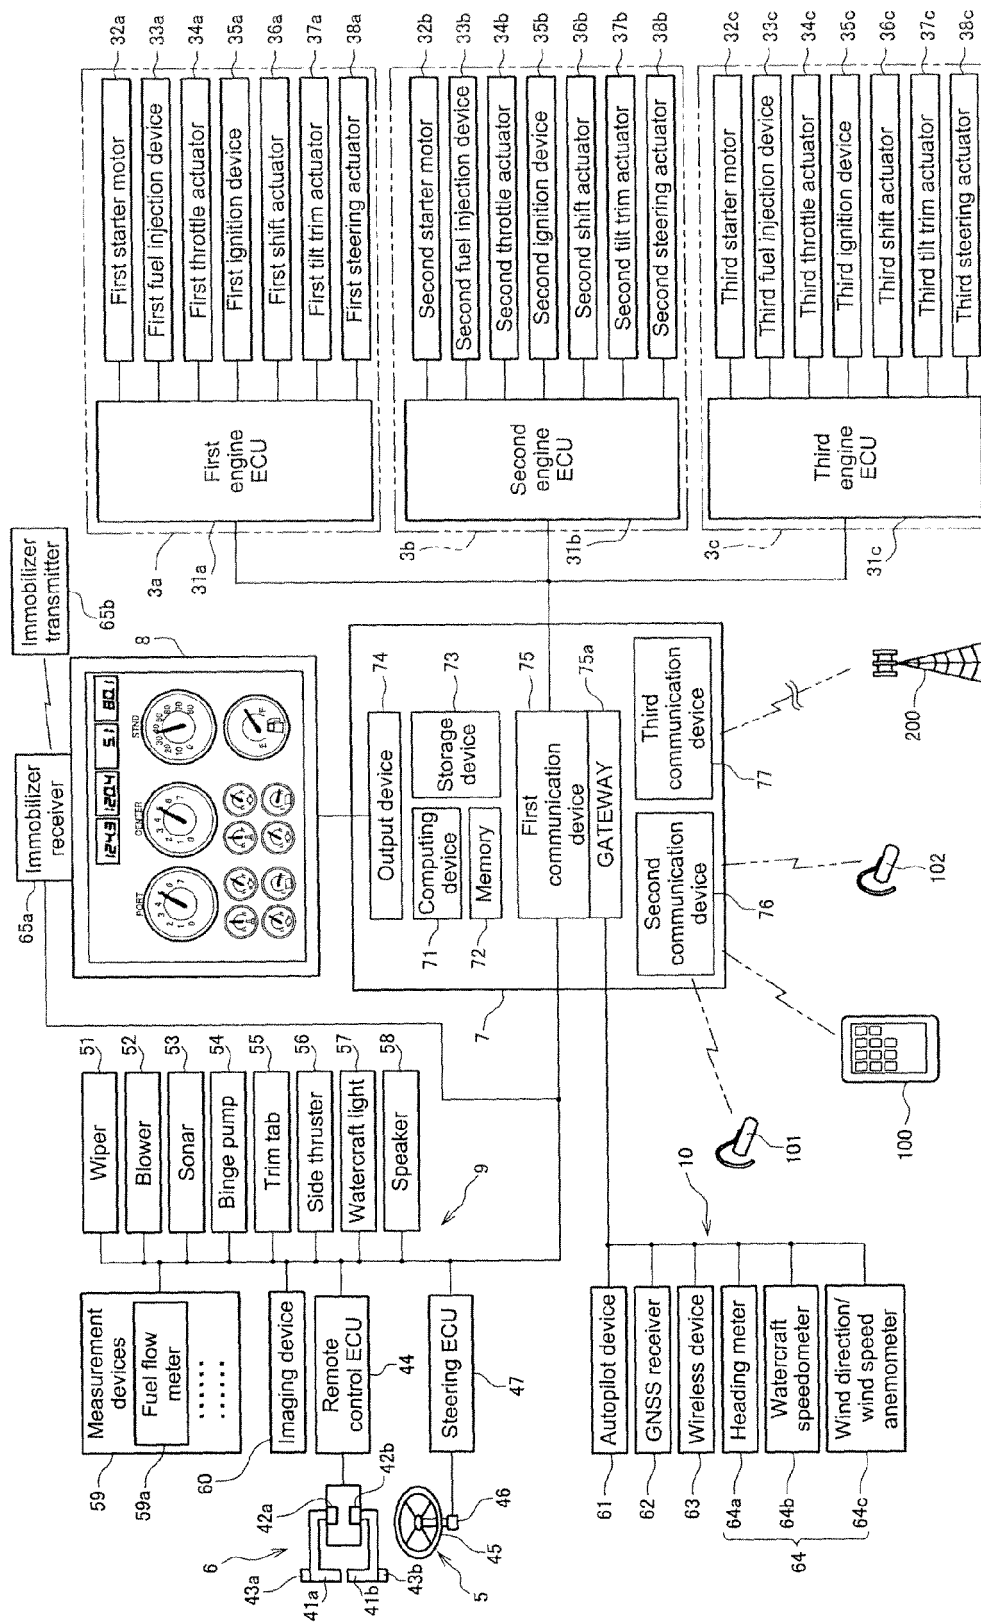 32a
33a
34a
35a
36a
37a
38a
First starter motor
First fuel injection device
First throttle actuator
First ignition device
First shift actuator
First tilt trim actuator
First steering actuator
First
engine
ECU
3a
31a
32b
33b
34b
35b
36b
37b
38b
Second starter motor
Second fuel injection device
Second throttle actuator
Second ignition device
Second shift actuator
Second tilt trim actuator
Second steering actuator
Second
engine
ECU
3b
31b
32c
33c
34c
35c
36c
37c
38c
Third starter motor
Third fuel injection device
Third throttle actuator
Third ignition device
Third shift actuator
Third tilt trim actuator
Third steering actuator
Third
engine
ECU
3c
31c
Immobilizer
transmitter
65b
Immobilizer
receiver
65a
8
124.3
120.4
5.1
80.1
PORT
CENTER
STND
Output device
74
Computing
device
71
Storage
device
73
Memory
72
First
communication
device
75
GATEWAY
75a
Second
communication
device
76
Third
communication
device
77
7
200
102
100
101
Wiper
51
Blower
52
Sonar
53
Binge pump
54
Trim tab
55
Side thruster
56
Watercraft light
57
Speaker
58
9
Measurement
devices
Fuel flow
meter
59
59a
Imaging device
60
Remote
control ECU
44
Steering ECU
47
42a
42b
6
43a
41a
41b
43b
45
46
5
10
Autopilot device
61
GNSS receiver
62
Wireless device
63
Heading meter
64a
Watercraft
speedometer
64b
Wind direction/
wind speed
anemometer
64c
64